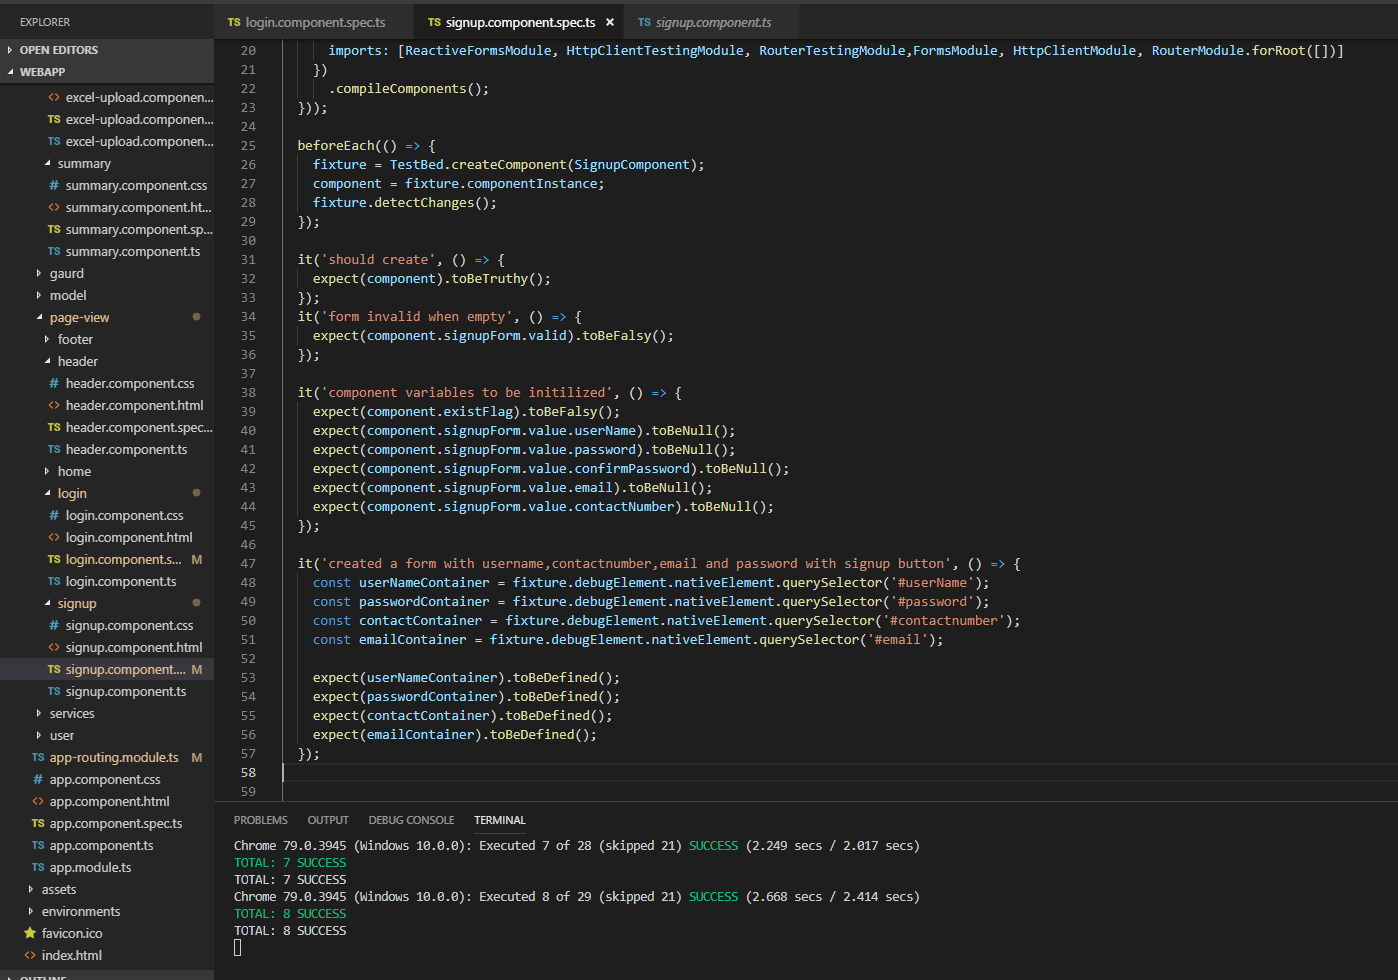 EXPLORER
OPEN EDITORS
WEBAPP
excel-upload.componen...
TS excel-upload.componen...
TS excel-upload.componen...
summary
# summary.component.css
<> summary.component.ht...
TS summary.component.sp...
TS summary.component.ts
gaurd
model
page-view
footer
header
# header.component.css
<> header.component.html
TS header.component.spec...
TS header.component.ts
home
login
# login.component.css
<> login.component.html
TS login.component.s... M
TS login.component.ts
signup
# signup.component.css
<> signup.component.html
TS signup.component.... M
TS signup.component.ts
services
user
TS app-routing.module.ts M
# app.component.css
<> app.component.html
TS app.component.spec.ts
TS app.component.ts
TS app.module.ts
assets
environments
favicon.ico
<> index.html
OUTLINE
TS login.component.spec.ts
TS signup.component.spec.ts ×
TS signup.component.ts
20 imports: [ReactiveFormsModule, HttpClientTestingModule, RouterTestingModule,FormsModule, HttpClientModule, RouterModule.forRoot([])]
21 })
22 .compileComponents();
23 }));
24
25 beforeEach(() => {
26 fixture = TestBed.createComponent(SignupComponent);
27 component = fixture.componentInstance;
28 fixture.detectChanges();
29 });
30
31 it('should create', () => {
32 expect(component).toBeTruthy();
33 });
34 it('form invalid when empty', () => {
35 expect(component.signupForm.valid).toBeFalsy();
36 });
37
38 it('component variables to be initilized', () => {
39 expect(component.existFlag).toBeFalsy();
40 expect(component.signupForm.value.userName).toBeNull();
41 expect(component.signupForm.value.password).toBeNull();
42 expect(component.signupForm.value.confirmPassword).toBeNull();
43 expect(component.signupForm.value.email).toBeNull();
44 expect(component.signupForm.value.contactNumber).toBeNull();
45 });
46
47 it('created a form with username,contactnumber,email and password with signup button', () => {
48 const userNameContainer = fixture.debugElement.nativeElement.querySelector('#userName');
49 const passwordContainer = fixture.debugElement.nativeElement.querySelector('#password');
50 const contactContainer = fixture.debugElement.nativeElement.querySelector('#contactnumber');
51 const emailContainer = fixture.debugElement.nativeElement.querySelector('#email');
52
53 expect(userNameContainer).toBeDefined();
54 expect(passwordContainer).toBeDefined();
55 expect(contactContainer).toBeDefined();
56 expect(emailContainer).toBeDefined();
57 });
58
59
PROBLEMS OUTPUT DEBUG CONSOLE TERMINAL
Chrome 79.0.3945 (Windows 10.0.0): Executed 7 of 28 (skipped 21) SUCCESS (2.249 secs / 2.017 secs)
TOTAL: 7 SUCCESS
TOTAL: 7 SUCCESS
Chrome 79.0.3945 (Windows 10.0.0): Executed 8 of 29 (skipped 21) SUCCESS (2.668 secs / 2.414 secs)
TOTAL: 8 SUCCESS
TOTAL: 8 SUCCESS